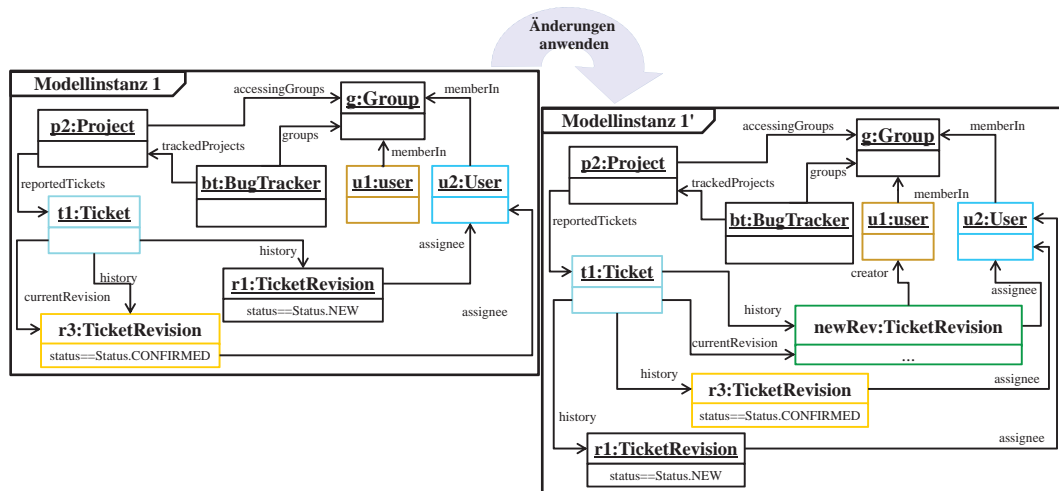 Änderungen
anwenden
Modellinstanz 1
accessingGroups
g:Group
memberIn
p2:Project
groups
trackedProjects
memberIn
bt:BugTracker
u1:user
u2:User
reportedTickets
t1:Ticket
history
assignee
history
currentRevision
r1:TicketRevision
status==Status.NEW
assignee
r3:TicketRevision
status==Status.CONFIRMED
Modellinstanz 1'
accessingGroups
g:Group
memberIn
p2:Project
groups
trackedProjects
memberIn
bt:BugTracker
u1:user
u2:User
reportedTickets
t1:Ticket
creator
assignee
history
newRev:TicketRevision
currentRevision
...
history
r3:TicketRevision
assignee
status==Status.CONFIRMED
history
r1:TicketRevision
assignee
status==Status.NEW